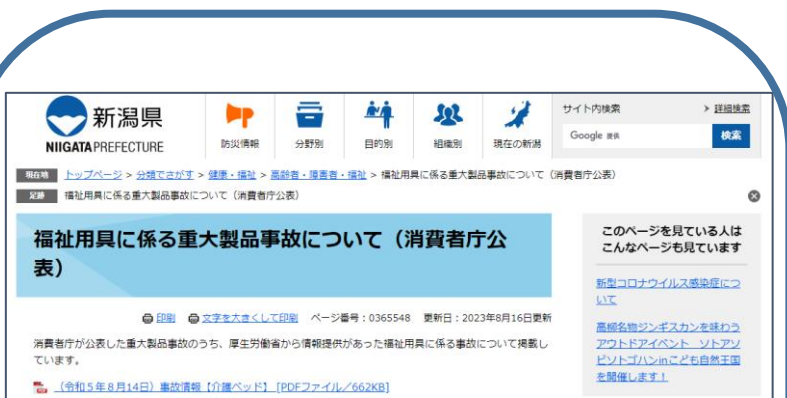 新潟県
NIIGATA PREFECTURE
防災情報
分野別
目的別
組織別
現在の新潟
サイト内検索
> 詳細検索
Google 提供
検索
現在地 トップページ > 分類でさがす > 健康・福祉 > 高齢者・障害者・福祉 > 福祉用具に係る重大製品事故について（消費者庁公表）
足跡 福祉用具に係る重大製品事故について（消費者庁公表）
福祉用具に係る重大製品事故について（消費者庁公
表）
印刷 文字を大きくして印刷 ページ番号：0365548 更新日：2023年8月16日更新
消費者庁が公表した重大製品事故のうち、厚生労働省から情報提供があった福祉用具に係る事故について掲載し
ています。
（令和5年8月14日）事故情報【介護ベッド】 [PDFファイル／662KB]
このページを見ている人は
こんなページも見ています
新型コロナウイルス感染症につ
いて
高柳名物ジンギスカンを味わう
アウトドアイベント ソトアソ
ビソトゴハンinこども自然王国
を開催します！